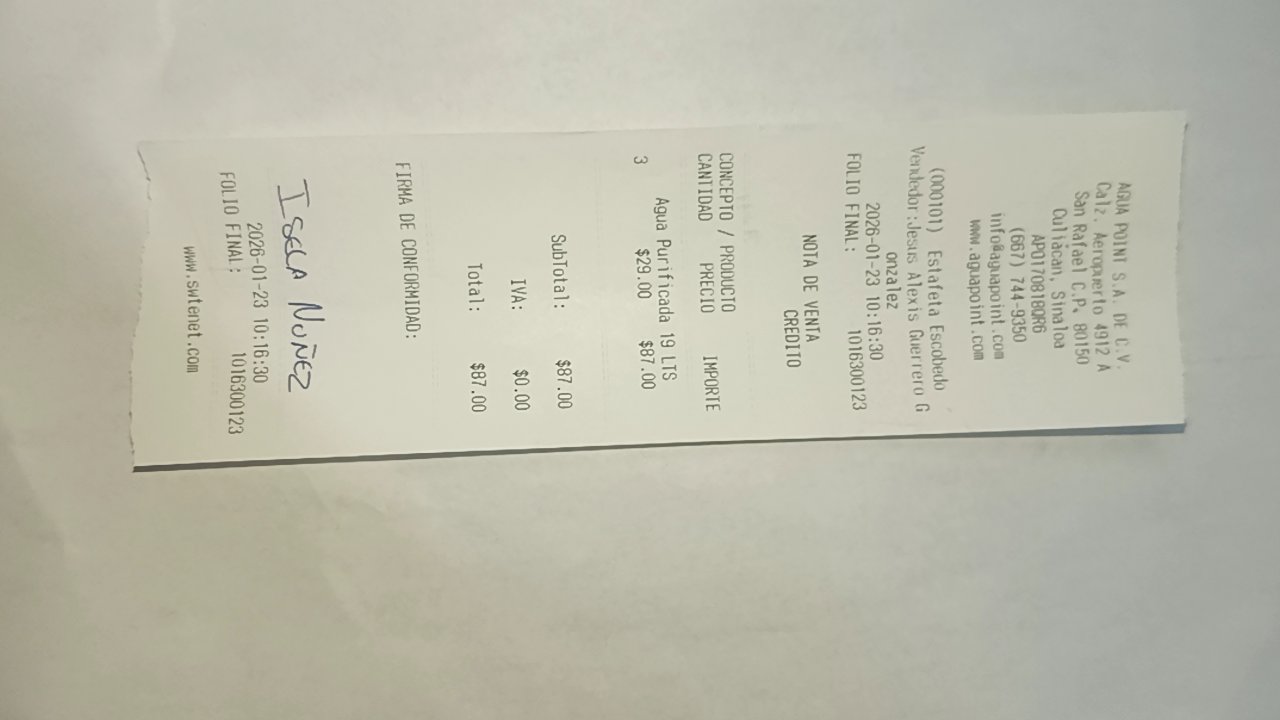 AGUA POINT S.A. DE C.V.
Calz. Aeropuerto 4912 A
San Rafael C.P. 80150
Culiacan, Sinaloa
APO170818QR6
(667) 744-9350
info@aguapoint.com
www.aguapoint.com
(000101) Estafeta Escobedo
Vendedor:Jesus Alexis Guerrero G
onzalez
2026-01-23 10:16:30
FOLIO FINAL: 1016300123
NOTA DE VENTA
CREDITO
CONCEPTO / PRODUCTO
CANTIDAD PRECIO IMPORTE
Agua Purificada 19 LTS
3 $29.00 $87.00
SubTotal: $87.00
IVA: $0.00
Total: $87.00
FIRMA DE CONFORMIDAD:
ISELA NUÑEZ
2026-01-23 10:16:30
FOLIO FINAL: 1016300123
www.swtenet.com